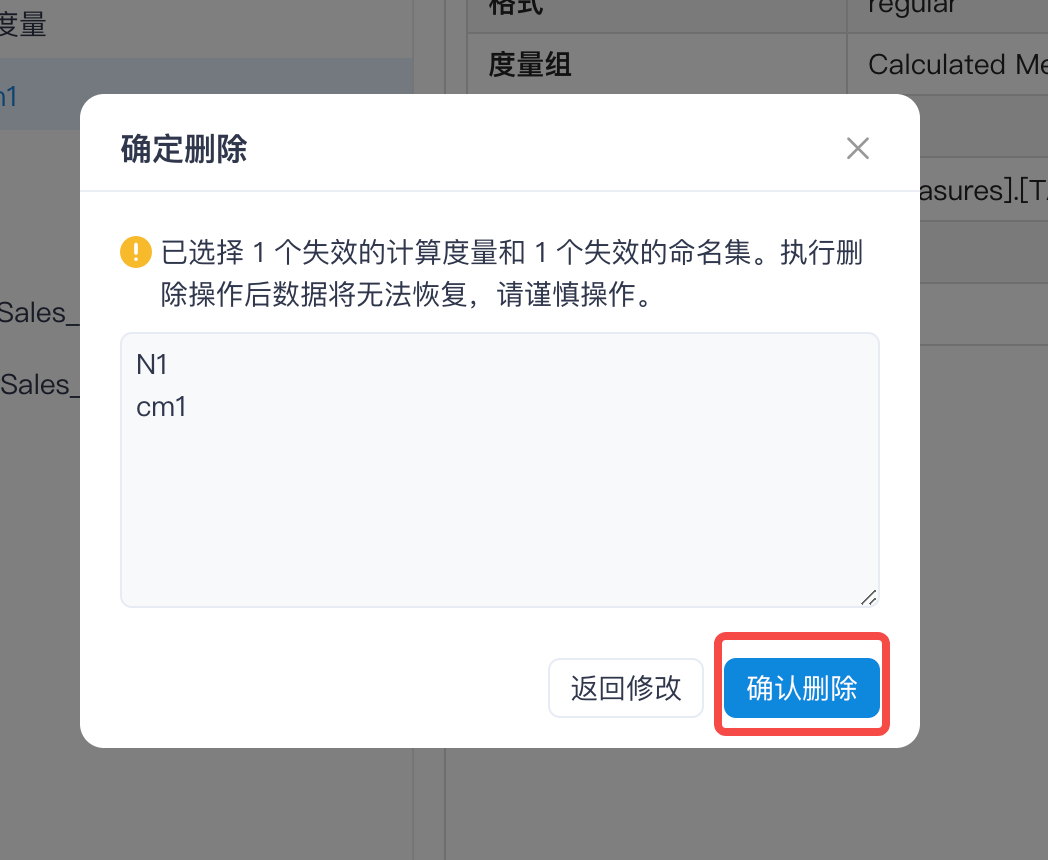 度量
格式
regular
度量组
Calculated Me
m1
确定删除
asures].[TA
已选择 1 个失效的计算度量和 1 个失效的命名集。执行删
除操作后数据将无法恢复，请谨慎操作。
Sales_
Sales_
N1
cm1
返回修改
确认删除